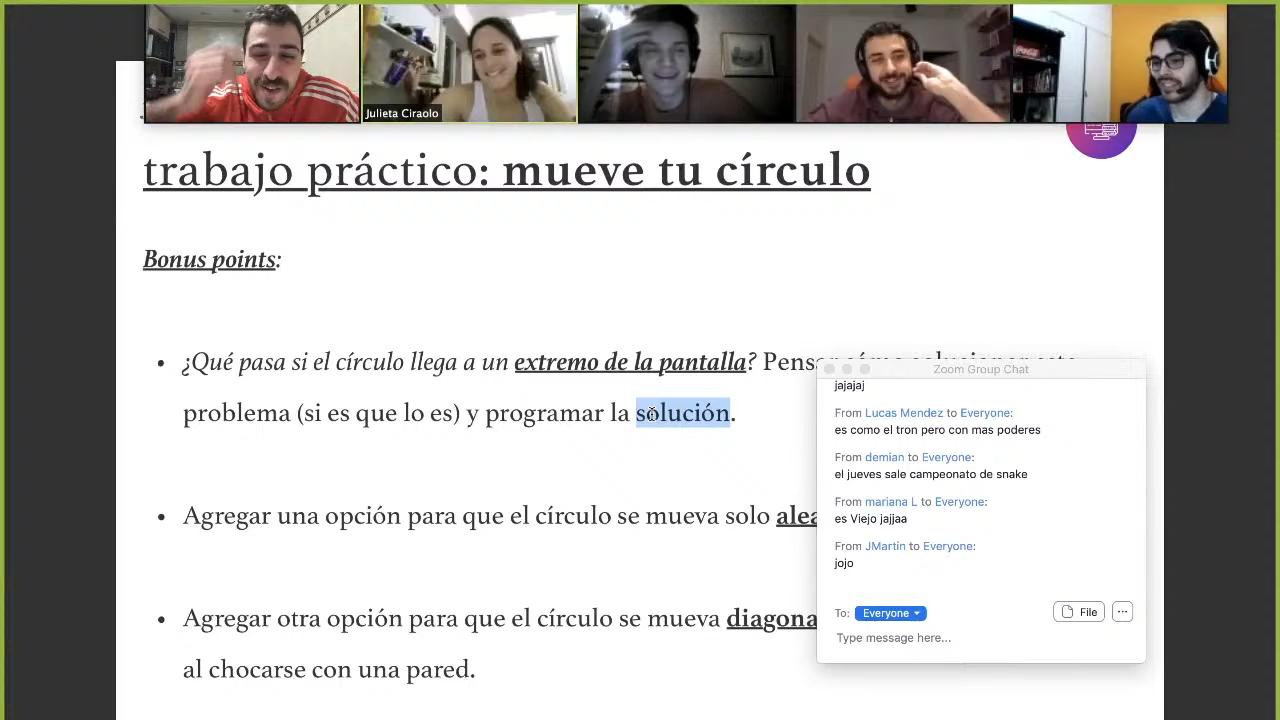 Julieta Ciraolo
trabajo práctico: mueve tu círculo
Bonus points:
• ¿Qué pasa si el círculo llega a un extremo de la pantalla? Pensar cómo solucionar este
problema (si es que lo es) y programar la solución.
• Agregar una opción para que el círculo se mueva solo
• Agregar otra opción para que el círculo se mueva
al chocarse con una pared.
Zoom Group Chat
jajajaj
From Lucas Mendez to Everyone:
es como el tron pero con mas poderes
From demian to Everyone:
el jueves sale campeonato de snake
From mariana L to Everyone:
es Viejo jajjaa
From JMartin to Everyone:
jojo
To: Everyone
File
Type message here...